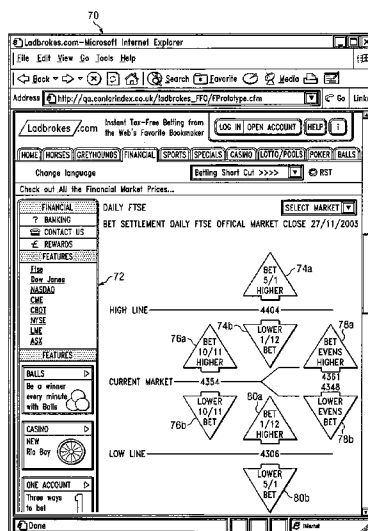 70
Ladbrokes.com-Microsoft Internet Explorer
File Edit View Go Tools Help
Back Search Favorite Media
Address http://qa.cantorindex.co.uk/ladbrokes_FFO/FPrototype.cfm Go Links
Ladbrokes.com
Instant Tax-Free Betting from
the Web's Favorite Bookmaker
LOG IN OPEN ACCOUNT HELP i
HOME HORSES GREYHOUNDS FINANCIAL SPORTS SPECIALS CASINO LOTTO/POOLS POKER BALLS
Change language Betting Short Cut >>>> RST
Check out All the Financial Market Prices...
FINANCIAL
? BANKING
CONTACT US
£ REWARDS
FEATURES
Ftse
Dow Jones
NASDAQ
CME
CBOT
NYSE
LME
ASX
FEATURES
BALLS
Be a winner
every minute
with Balls
CASINO
NEW
Rio Bay
ONE ACCOUNT
Three ways
to bet
72
DAILY FTSE SELECT MARKET
BET SETTLEMENT DAILY FTSE OFFICAL MARKET CLOSE 27/11/2003
BET
5/1
HIGHER
74a
HIGH LINE 4404
76a
BET
10/11
HIGHER
74b
LOWER
1/12
BET
78a
BET
EVENS
HIGHER
CURRENT MARKET 4354
4361
4348
76b
LOWER
10/11
BET
80a
BET
1/12
HIGHER
LOWER
EVENS
BET
78b
LOW LINE 4306
LOWER
5/1
BET
80b
Done